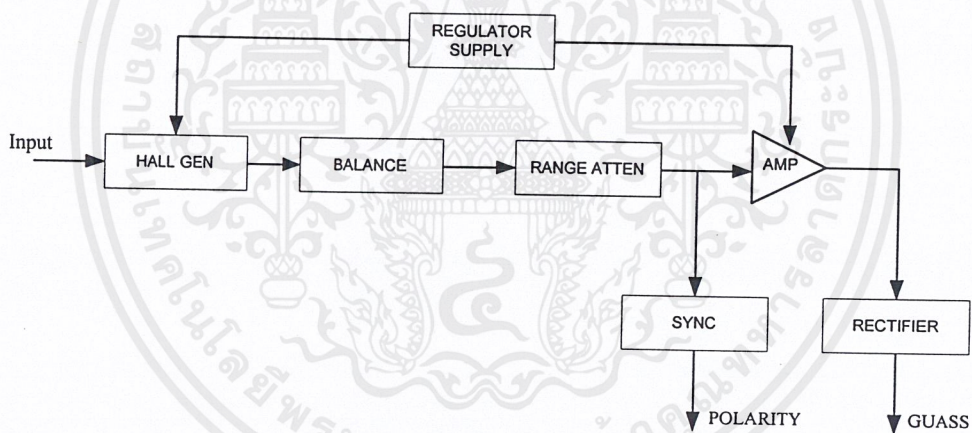 REGULATOR
SUPPLY
Input
HALL GEN
BALANCE
RANGE ATTEN
AMP
SYNC
RECTIFIER
POLARITY
GUASS